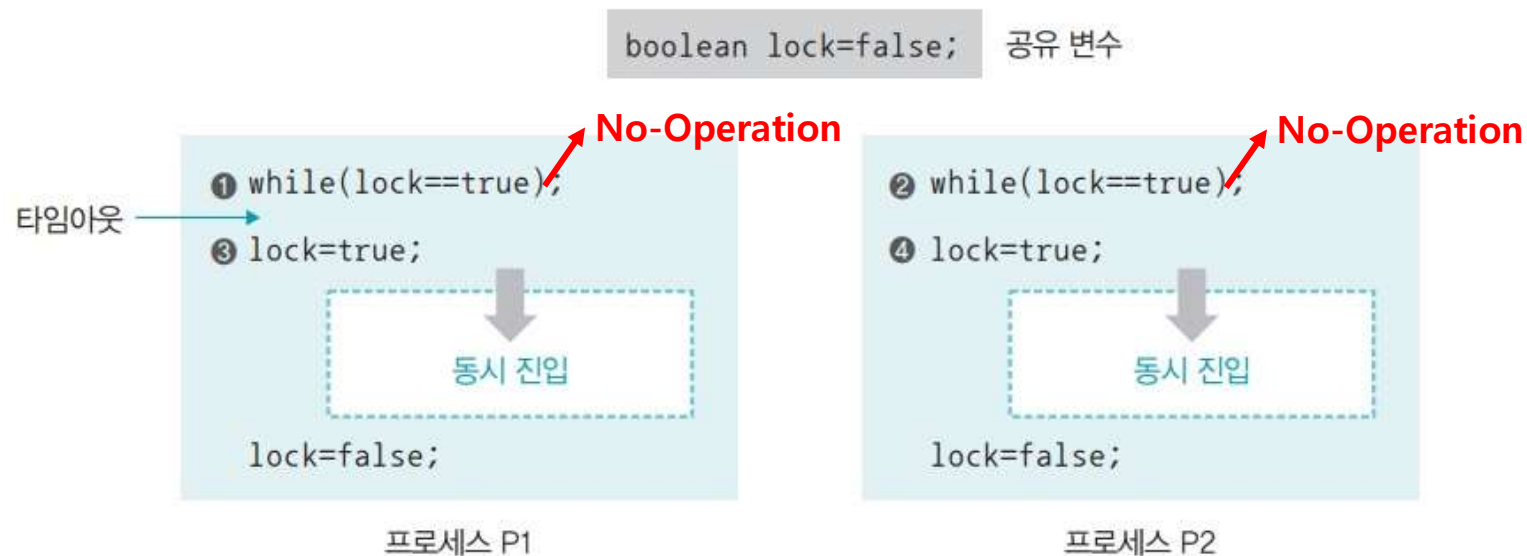 boolean lock=false; 공유 변수
No-Operation
❶ while(lock==true);
타임아웃
❸ lock=true;
동시 진입
lock=false;
프로세스 P1
No-Operation
❷ while(lock==true);
❹ lock=true;
동시 진입
lock=false;
프로세스 P2